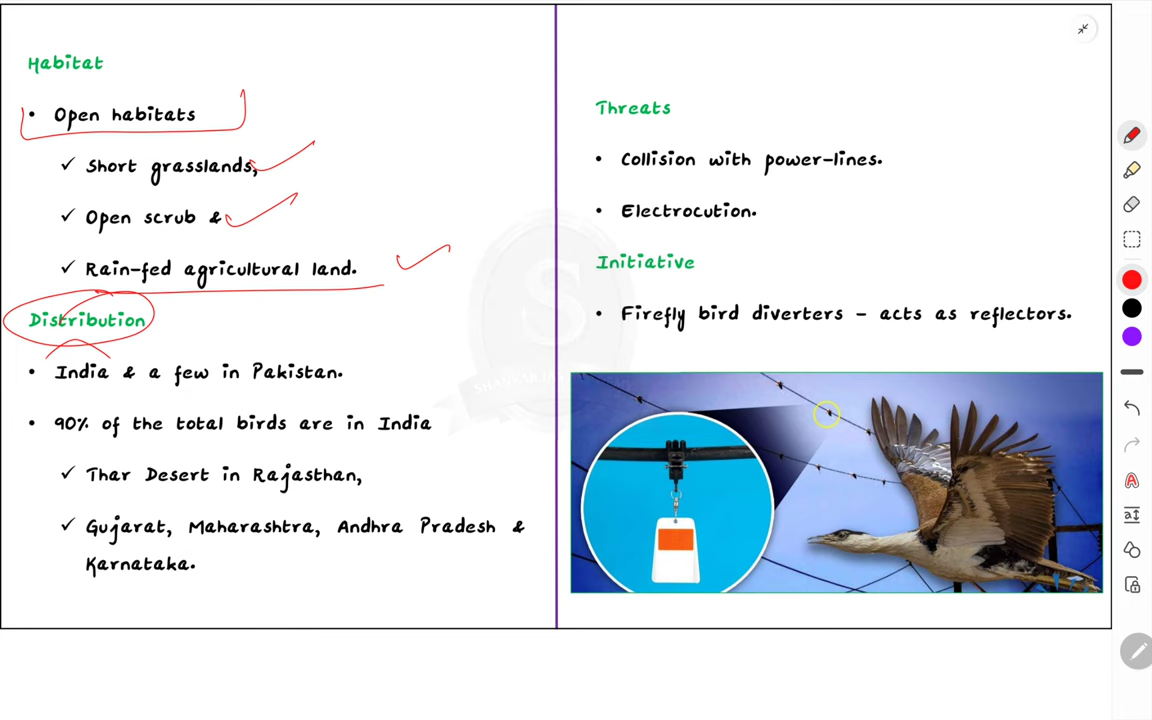 Habitat
• Open habitats
✓ Short grasslands,
✓ Open scrub &
✓ Rain-fed agricultural land.
Distribution
• India & a few in Pakistan.
• 90% of the total birds are in India
✓ Thar Desert in Rajasthan,
✓ Gujarat, Maharashtra, Andhra Pradesh &
Karnataka.
Threats
• Collision with power-lines.
• Electrocution.
Initiative
• Firefly bird diverters - acts as reflectors.